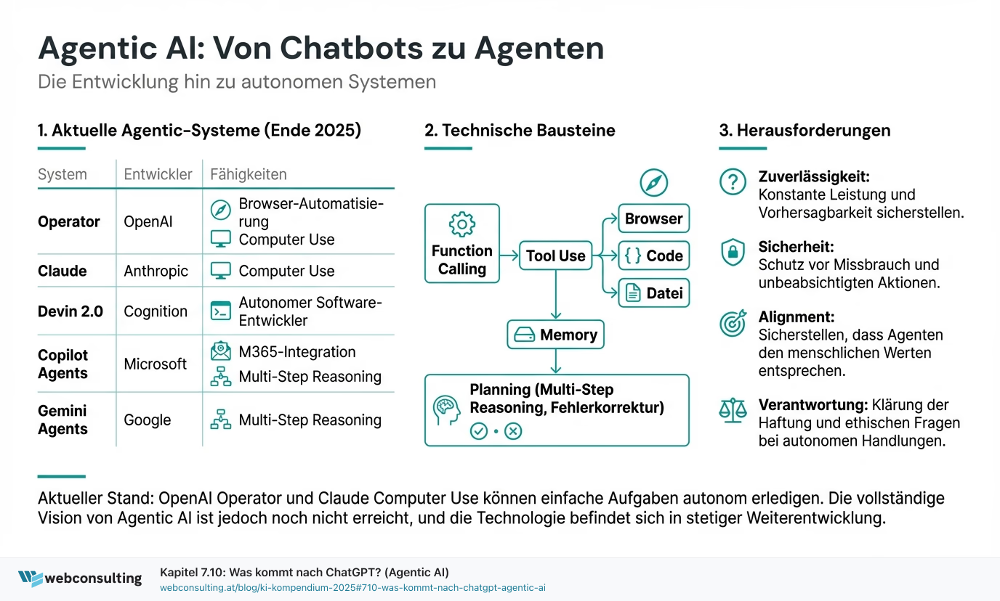 Agentic AI: Von Chatbots zu Agenten
Die Entwicklung hin zu autonomen Systemen
1. Aktuelle Agentic-Systeme (Ende 2025)
System Entwickler Fähigkeiten
Operator OpenAI Browser-Automatisie-
rung
Computer Use
Claude Anthropic Computer Use
Devin 2.0 Cognition Autonomer Software-
Entwickler
Copilot
Agents Microsoft M365-Integration
Multi-Step Reasoning
Gemini
Agents Google Multi-Step Reasoning
2. Technische Bausteine
Function
Calling
Tool Use
Browser
{ } Code
Datei
Memory
Planning (Multi-Step
Reasoning, Fehlerkorrektur)
3. Herausforderungen
Zuverlässigkeit:
Konstante Leistung und
Vorhersagbarkeit sicherstellen.
Sicherheit:
Schutz vor Missbrauch und
unbeabsichtigten Aktionen.
Alignment:
Sicherstellen, dass Agenten
den menschlichen Werten
entsprechen.
Verantwortung: Klärung der
Haftung und ethischen Fragen
bei autonomen Handlungen.
Aktueller Stand: OpenAI Operator und Claude Computer Use können einfache Aufgaben autonom erledigen. Die vollständige
Vision von Agentic AI ist jedoch noch nicht erreicht, und die Technologie befindet sich in stetiger Weiterentwicklung.
webconsulting
Kapitel 7.10: Was kommt nach ChatGPT? (Agentic AI)
webconsulting.at/blog/ki-kompendium-2025#710-was-kommt-nach-chatgpt-agentic-ai